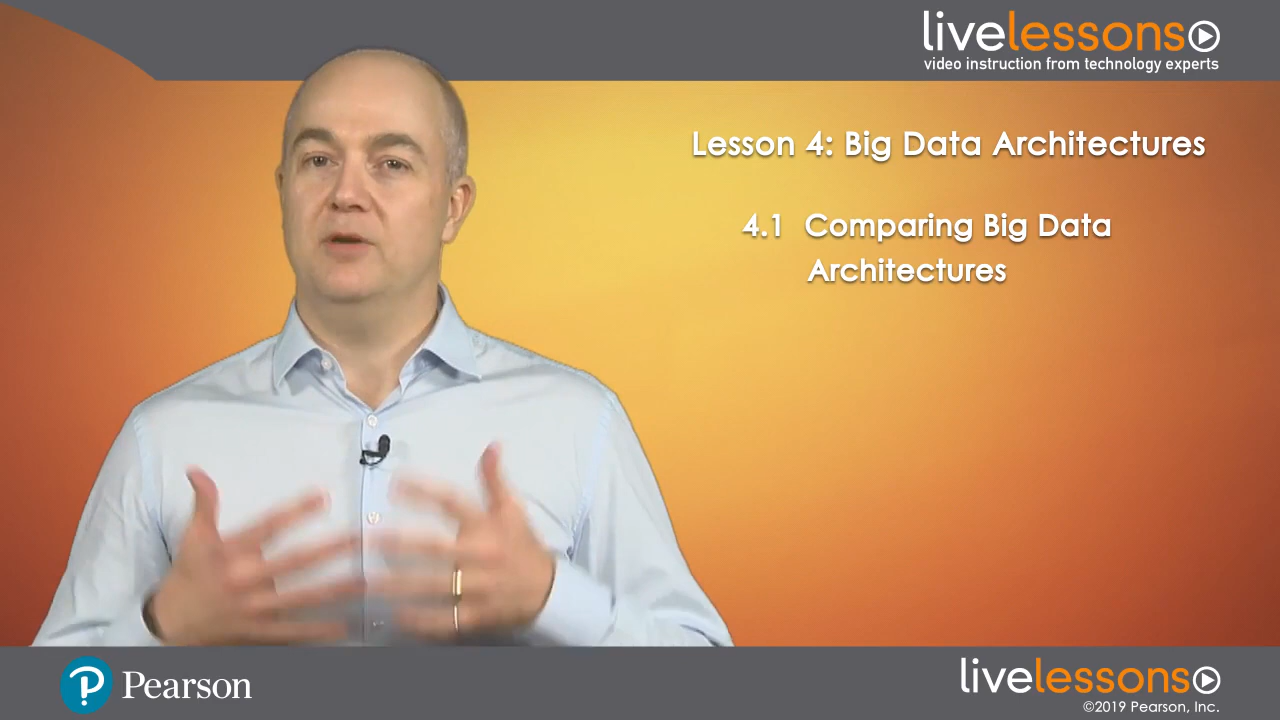 livelessons
video instruction from technology experts
Lesson 4: Big Data Architectures
4.1 Comparing Big Data
Architectures
Pearson
livelessons
©2019 Pearson, Inc.